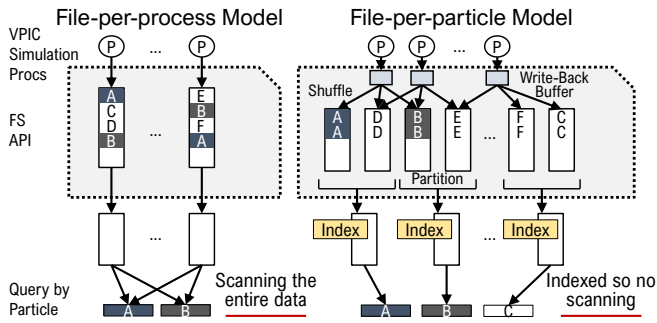 File-per-process Model
File-per-particle Model
VPIC
Simulation
Procs
P
...
P
P
P
...
P
Shuffle
Write-Back
Buffer
FS
API
A
C
D
B
...
E
B
F
A
A
A
D
D
B
B
E
E
...
F
F
C
C
Partition
...
Index
Index
...
Index
Query by
Particle
Scanning the
entire data
Indexed so no
scanning
A
B
A
B
C